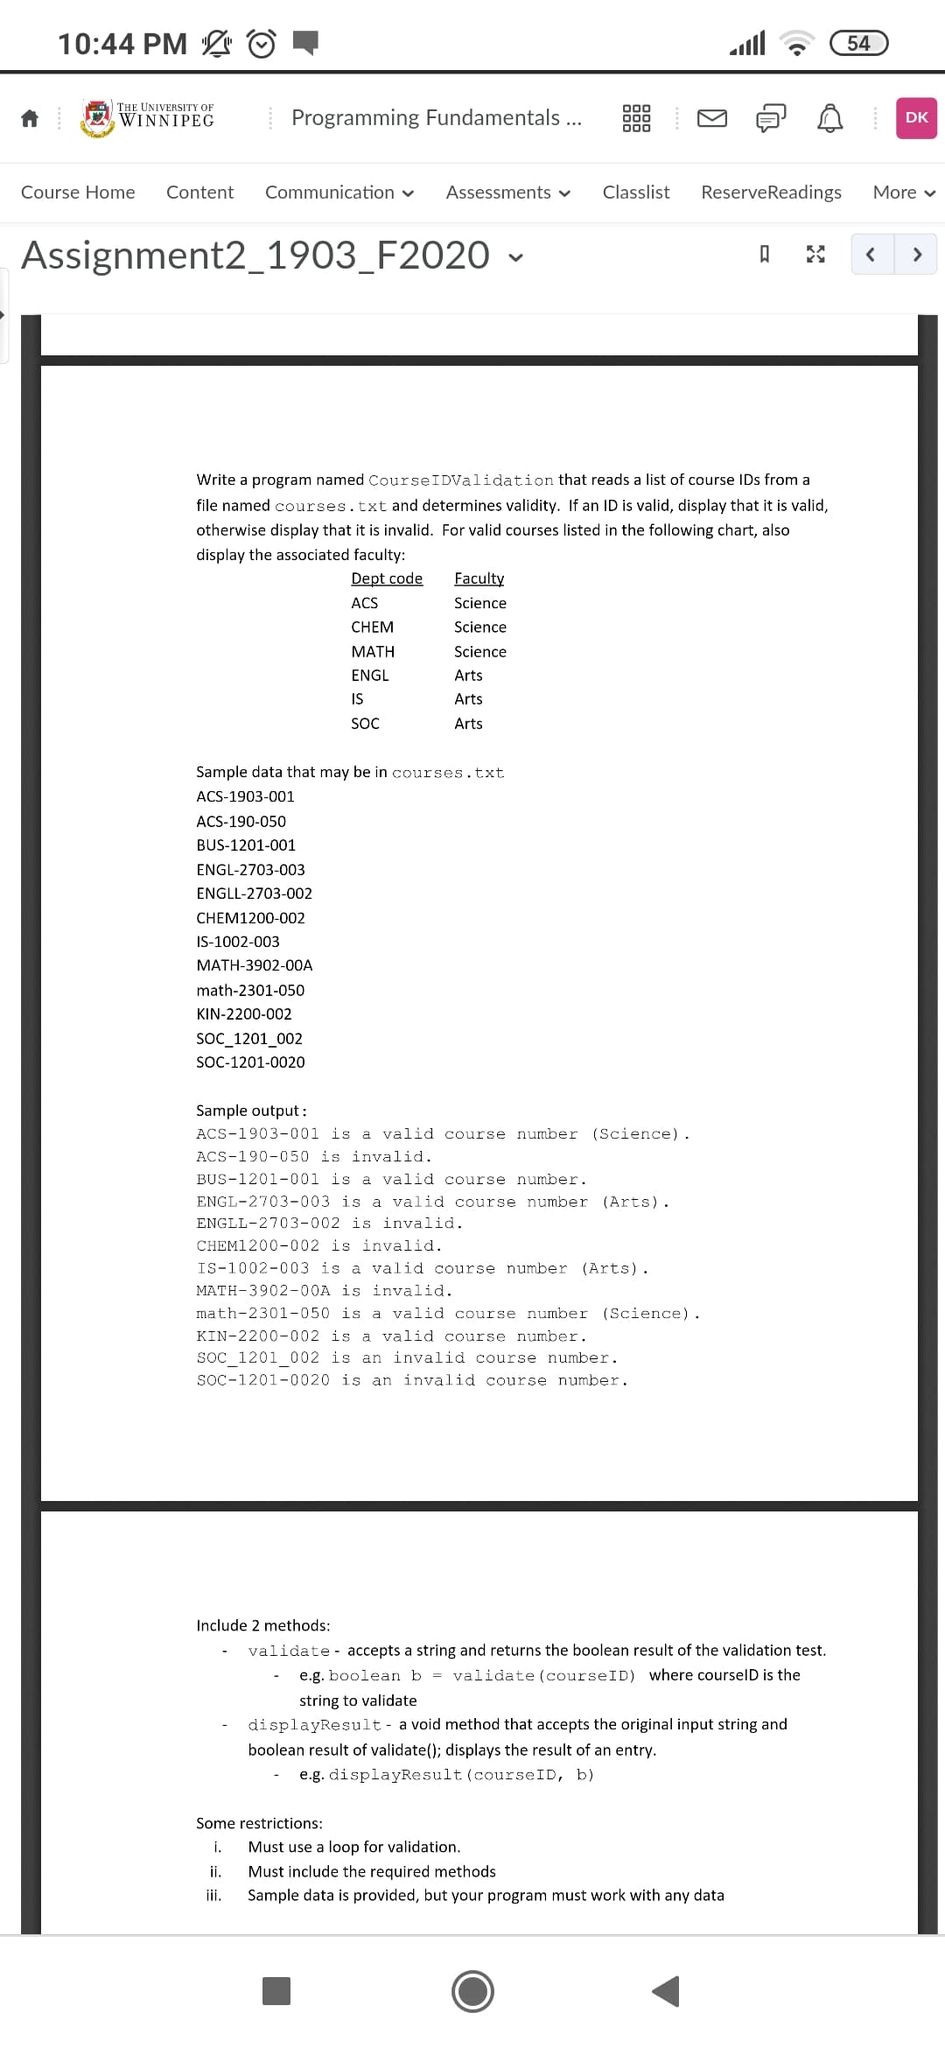 10:44 PM
54
THE UNIVERSITY OF
WINNIPEG
Programming Fundamentals ...
DK
Course Home Content Communication Assessments Classlist ReserveReadings More
Assignment2_1903_F2020
Write a program named CourseIDValidation that reads a list of course IDs from a
file named courses.txt and determines validity. If an ID is valid, display that it is valid,
otherwise display that it is invalid. For valid courses listed in the following chart, also
display the associated faculty:
Dept code Faculty
ACS Science
CHEM Science
MATH Science
ENGL Arts
IS Arts
SOC Arts
Sample data that may be in courses.txt
ACS-1903-001
ACS-190-050
BUS-1201-001
ENGL-2703-003
ENGLL-2703-002
CHEM1200-002
IS-1002-003
MATH-3902-00A
math-2301-050
KIN-2200-002
SOC_1201_002
SOC-1201-0020
Sample output:
ACS-1903-001 is a valid course number (Science).
ACS-190-050 is invalid.
BUS-1201-001 is a valid course number.
ENGL-2703-003 is a valid course number (Arts).
ENGLL-2703-002 is invalid.
CHEM1200-002 is invalid.
IS-1002-003 is a valid course number (Arts).
MATH-3902-00A is invalid.
math-2301-050 is a valid course number (Science).
KIN-2200-002 is a valid course number.
SOC_1201_002 is an invalid course number.
SOC-1201-0020 is an invalid course number.
Include 2 methods:
- validate - accepts a string and returns the boolean result of the validation test.
- e.g. boolean b = validate(courseID) where courseID is the
string to validate
- displayResult - a void method that accepts the original input string and
boolean result of validate(); displays the result of an entry.
- e.g. displayResult(courseID, b)
Some restrictions:
i. Must use a loop for validation.
ii. Must include the required methods
iii. Sample data is provided, but your program must work with any data